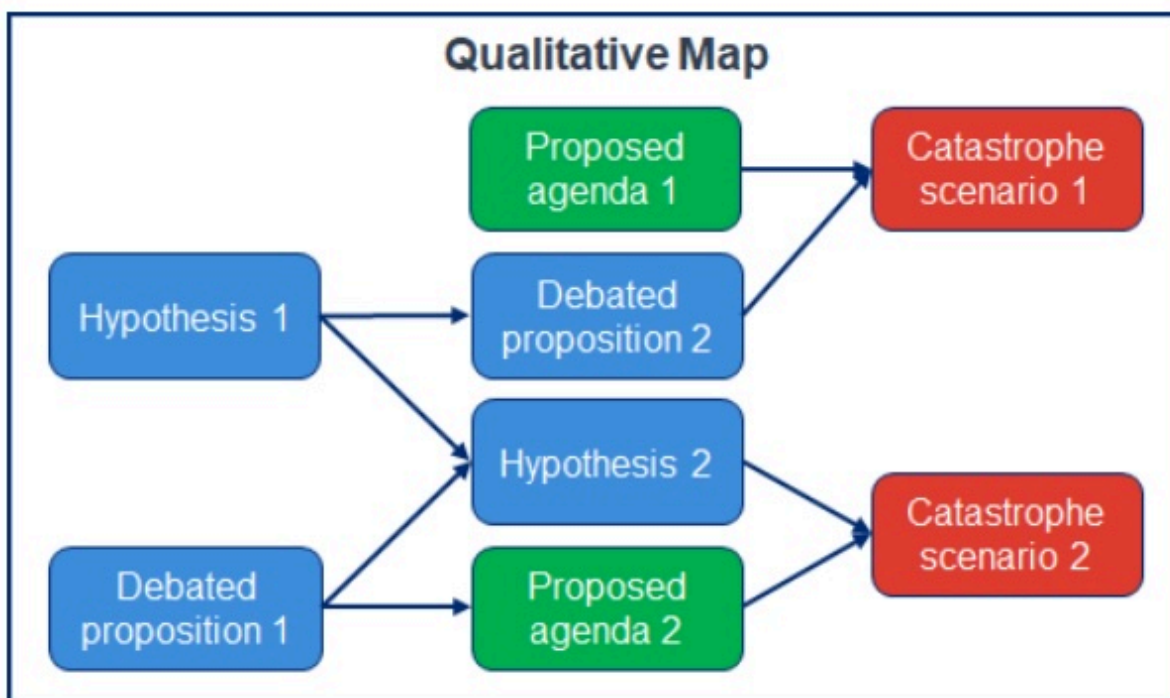 Qualitative Map
Proposed
agenda 1
Catastrophe
scenario 1
Hypothesis 1
Debated
proposition 2
Hypothesis 2
Catastrophe
scenario 2
Debated
proposition 1
Proposed
agenda 2